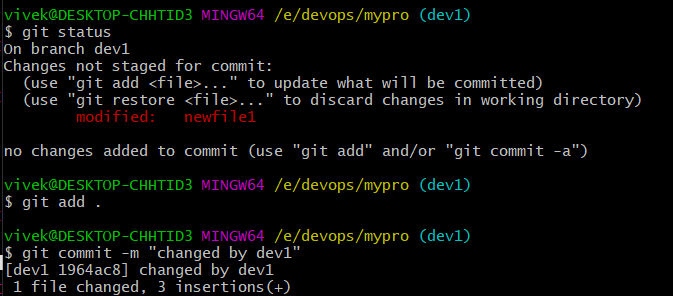 vivek@DESKTOP-CHHTID3 MINGW64 /e/devops/mypro (dev1)
$ git status
On branch dev1
Changes not staged for commit:
  (use "git add <file>..." to update what will be committed)
  (use "git restore <file>..." to discard changes in working directory)
        modified:   newfile1

no changes added to commit (use "git add" and/or "git commit -a")

vivek@DESKTOP-CHHTID3 MINGW64 /e/devops/mypro (dev1)
$ git add .

vivek@DESKTOP-CHHTID3 MINGW64 /e/devops/mypro (dev1)
$ git commit -m "changed by dev1"
[dev1 1964ac8] changed by dev1
 1 file changed, 3 insertions(+)